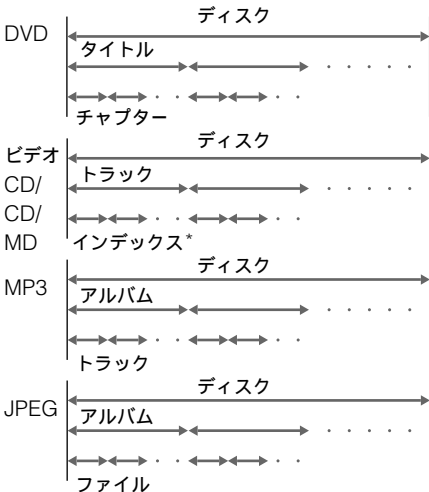 ディスク
DVD
タイトル
チャプター
ディスク
ビデオ
CD/
トラック
CD/
MD
インデックス*
ディスク
MP3
アルバム
トラック
ディスク
JPEG
アルバム
ファイル